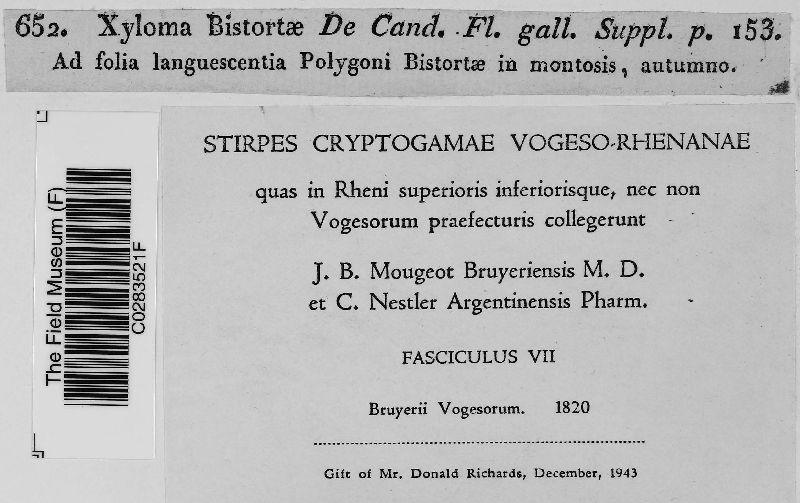 652. Xyloma Bistortæ De Cand. Fl. gall. Suppl. p. 153.
Ad folia languescentia Polygoni Bistortæ in montosis, autumno.
STIRPES CRYPTOGAMAE VOGESO-RHENANAE
quas in Rheni superioris inferiorisque, nec non
Vogesorum praefecturis collegerunt
J. B. Mougeot Bruyeriensis M. D.
et C. Nestler Argentinensis Pharm.
FASCICULUS VII
Bruyerii Vogesorum. 1820
Gift of Mr. Donald Richards, December, 1943
The Field Museum (F)
C0283521F